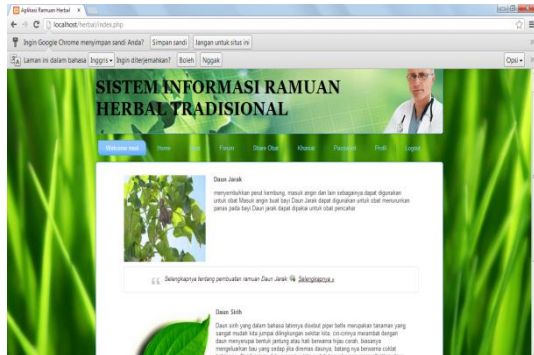 Aplikasi Ramuan Herbal
localhost/herbal/index.php
Ingin Google Chrome menyimpan sandi Anda? Simpan sandi Jangan untuk situs ini
Laman ini dalam bahasa Inggris Ingin diterjemahkan? Boleh Nggak Opsi
SISTEM INFORMASI RAMUAN
HERBAL TRADISIONAL
Home Forum Share Obat Khasiat Password Profil Logout
Daun Jarak
menyembuhkan perut kembung, masuk angin dan lain sebagainya dapat digunakan
untuk obat Masuk angin buat bayi Daun Jarak dapat digunakan untuk obat menurunkan
panas pada bayi Daun jarak dapat dipakai untuk obat pencahar
Selengkapnya tentang pembuatan ramuan Daun Jarak Selengkapnya »
Daun Sirih
Daun sirih yang dalam bahasa latinnya disebut piper betle merupakan tanaman yang
sangat mudah kita jumpai dilingkungan sekitar kita, ciri-cirinya merambat dengan
daun menyerupai bentuk jantung atau hati berwarna hijau cerah, biasanya
mengeluarkan bau yang sedap jika diremas daunya, batang nya berwarna coklat